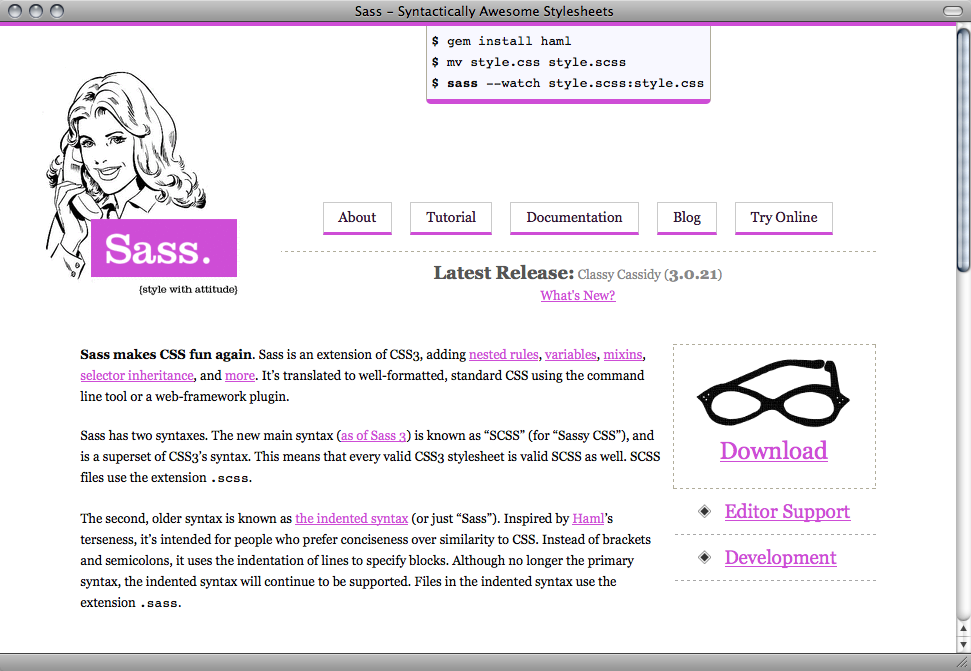 Sass – Syntactically Awesome Stylesheets
$ gem install haml
$ mv style.css style.scss
$ sass --watch style.scss:style.css
About Tutorial Documentation Blog Try Online
Sass.
{style with attitude}
Latest Release: Classy Cassidy (3.0.21)
What's New?
Sass makes CSS fun again. Sass is an extension of CSS3, adding nested rules, variables, mixins,
selector inheritance, and more. It's translated to well-formatted, standard CSS using the command
line tool or a web-framework plugin.
Sass has two syntaxes. The new main syntax (as of Sass 3) is known as “SCSS” (for “Sassy CSS”), and
is a superset of CSS3's syntax. This means that every valid CSS3 stylesheet is valid SCSS as well. SCSS
files use the extension .scss.
The second, older syntax is known as the indented syntax (or just “Sass”). Inspired by Haml's
terseness, it's intended for people who prefer conciseness over similarity to CSS. Instead of brackets
and semicolons, it uses the indentation of lines to specify blocks. Although no longer the primary
syntax, the indented syntax will continue to be supported. Files in the indented syntax use the
extension .sass.
Download
Editor Support
Development